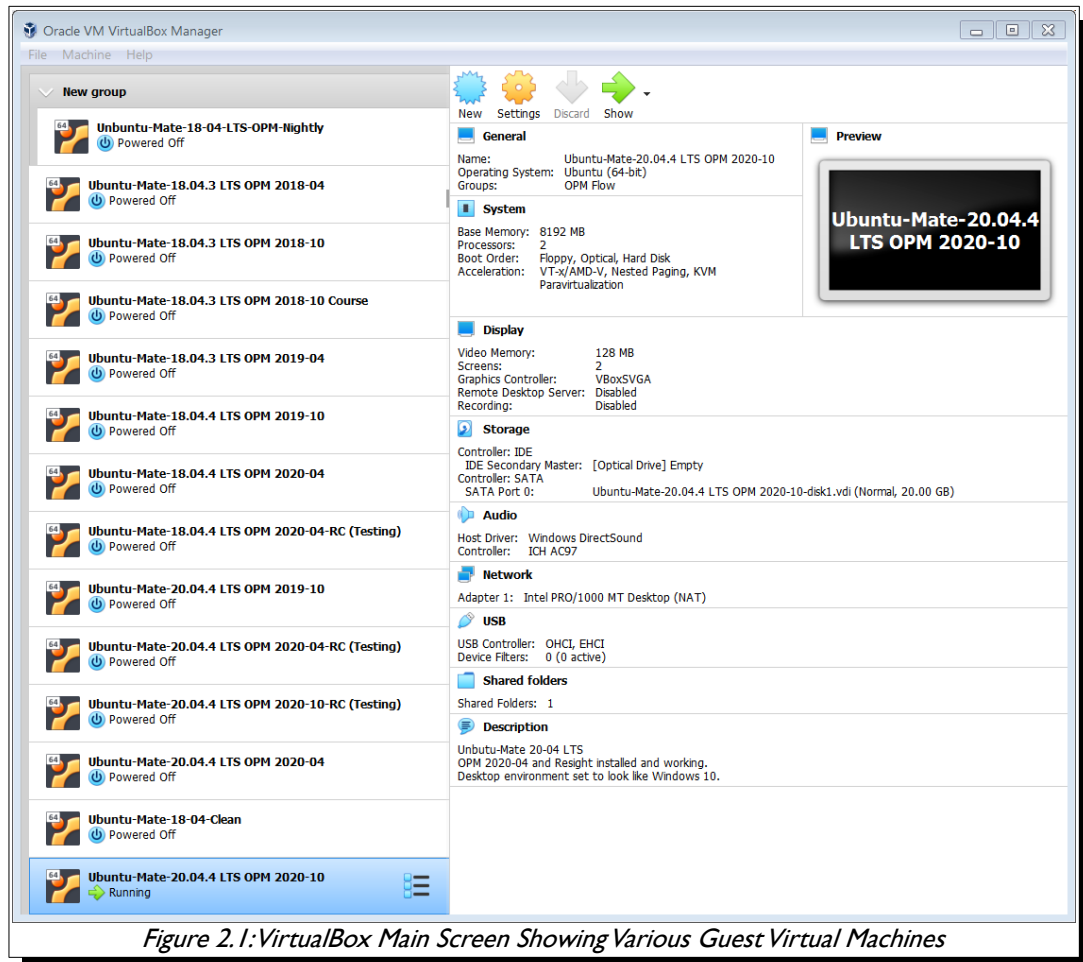 Oracle VM VirtualBox Manager
File Machine Help
New group
64
Unbuntu-Mate-18-04-LTS-OPM-Nightly
Powered Off
64
Ubuntu-Mate-18.04.3 LTS OPM 2018-04
Powered Off
64
Ubuntu-Mate-18.04.3 LTS OPM 2018-10
Powered Off
64
Ubuntu-Mate-18.04.3 LTS OPM 2018-10 Course
Powered Off
64
Ubuntu-Mate-18.04.3 LTS OPM 2019-04
Powered Off
64
Ubuntu-Mate-18.04.4 LTS OPM 2019-10
Powered Off
64
Ubuntu-Mate-18.04.4 LTS OPM 2020-04
Powered Off
64
Ubuntu-Mate-18.04.4 LTS OPM 2020-04-RC (Testing)
Powered Off
64
Ubuntu-Mate-20.04.4 LTS OPM 2019-10
Powered Off
64
Ubuntu-Mate-20.04.4 LTS OPM 2020-04-RC (Testing)
Powered Off
64
Ubuntu-Mate-20.04.4 LTS OPM 2020-10-RC (Testing)
Powered Off
64
Ubuntu-Mate-20.04.4 LTS OPM 2020-04
Powered Off
64
Ubuntu-Mate-18-04-Clean
Powered Off
64
Ubuntu-Mate-20.04.4 LTS OPM 2020-10
Running
New Settings Discard Show
General
Name: Ubuntu-Mate-20.04.4 LTS OPM 2020-10
Operating System: Ubuntu (64-bit)
Groups: OPM Flow
System
Base Memory: 8192 MB
Processors: 2
Boot Order: Floppy, Optical, Hard Disk
Acceleration: VT-x/AMD-V, Nested Paging, KVM
Paravirtualization
Preview
Ubuntu-Mate-20.04.4
LTS OPM 2020-10
Display
Video Memory: 128 MB
Screens: 2
Graphics Controller: VBoxSVGA
Remote Desktop Server: Disabled
Recording: Disabled
Storage
Controller: IDE
IDE Secondary Master: [Optical Drive] Empty
Controller: SATA
SATA Port 0: Ubuntu-Mate-20.04.4 LTS OPM 2020-10-disk1.vdi (Normal, 20.00 GB)
Audio
Host Driver: Windows DirectSound
Controller: ICH AC97
Network
Adapter 1: Intel PRO/1000 MT Desktop (NAT)
USB
USB Controller: OHCI, EHCI
Device Filters: 0 (0 active)
Shared folders
Shared Folders: 1
Description
Unbutu-Mate 20-04 LTS
OPM 2020-04 and Resight installed and working.
Desktop environment set to look like Windows 10.
Figure 2.1: VirtualBox Main Screen Showing Various Guest Virtual Machines